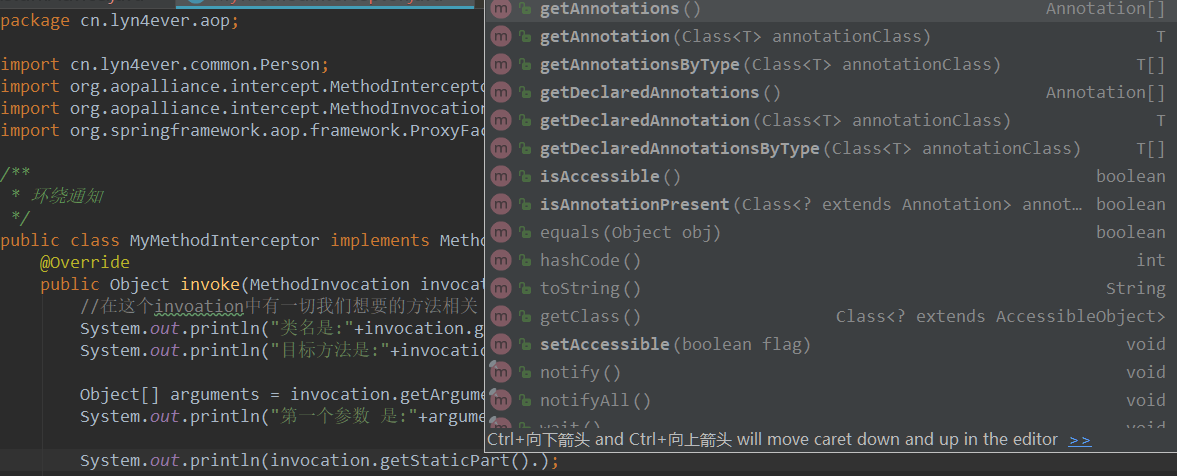 package cn.lyn4ever.aop;
import cn.lyn4ever.common.Person;
import org.aopalliance.intercept.MethodIntercepto
import org.aopalliance.intercept.MethodInvocation
import org.springframework.aop.framework.ProxyFac
/**
* 环绕通知
*/
public class MyMethodInterceptor implements Metho
@Override
public Object invoke(MethodInvocation invocat
//在这个invoation中有一切我们想要的方法相关
System.out.println("类名是:"+invocation.g
System.out.println("目标方法是:"+invocatio
Object[] arguments = invocation.getArgume
System.out.println("第一个参数 是:"+argume
System.out.println(invocation.getStaticPart().);
m getAnnotations() Annotation[]
m getAnnotation(Class<T> annotationClass) T
m getAnnotationsByType(Class<T> annotationClass) T[]
m getDeclaredAnnotations() Annotation[]
m getDeclaredAnnotation(Class<T> annotationClass) T
m getDeclaredAnnotationsByType(Class<T> annotationClass) T[]
m isAccessible() boolean
m isAnnotationPresent(Class<? extends Annotation> annot… boolean
m equals(Object obj) boolean
m hashCode() int
m toString() String
m getClass() Class<? extends AccessibleObject>
m setAccessible(boolean flag) void
m notify() void
m notifyAll() void
m wait() void
Ctrl+向下箭头 and Ctrl+向上箭头 will move caret down and up in the editor >>